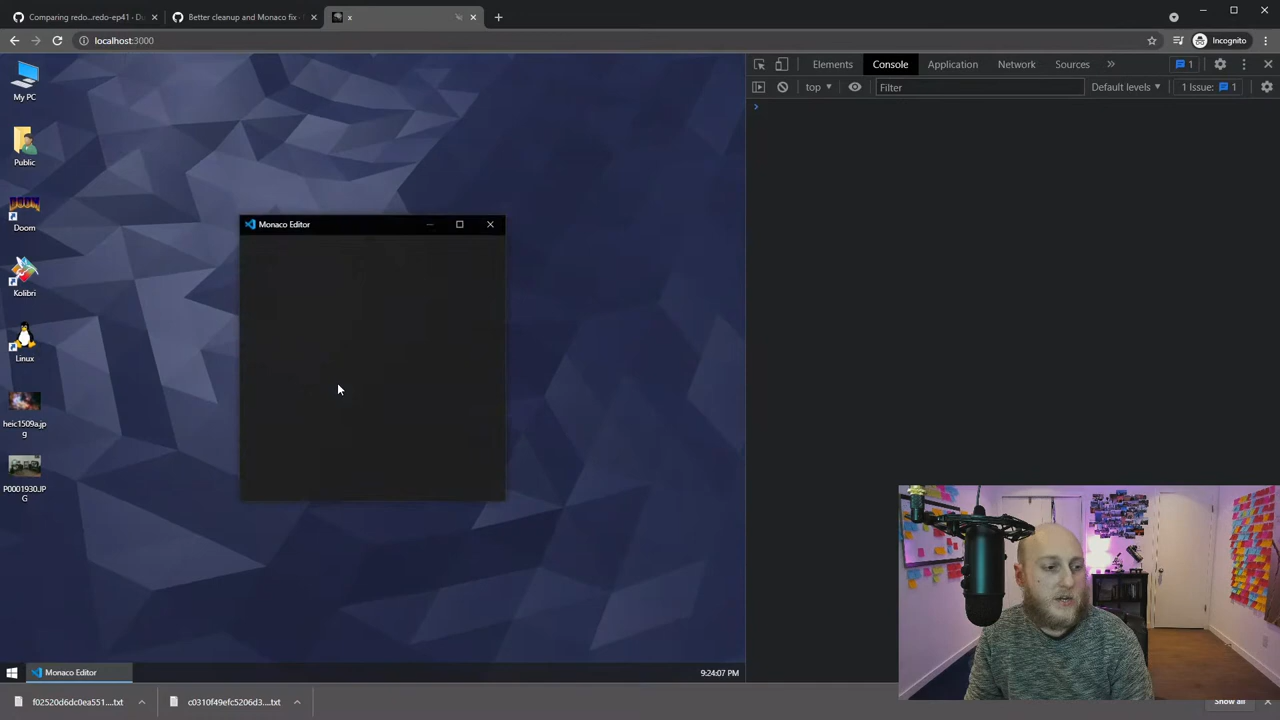 Comparing redo...redo-ep41 - D
Better cleanup and Monaco fix -
x
localhost:3000
Incognito
Elements
Console
Application
Network
Sources
1
top
Filter
Default levels
1 Issue:
1
My PC
Public
DOOM
Doom
Kolibri
Linux
heic1509a.jp
g
P0001930.JP
G
Monaco Editor
Monaco Editor
9:24:07 PM
f02520d6dc0ea551....txt
c0310f49efc5206d3....txt
Show all